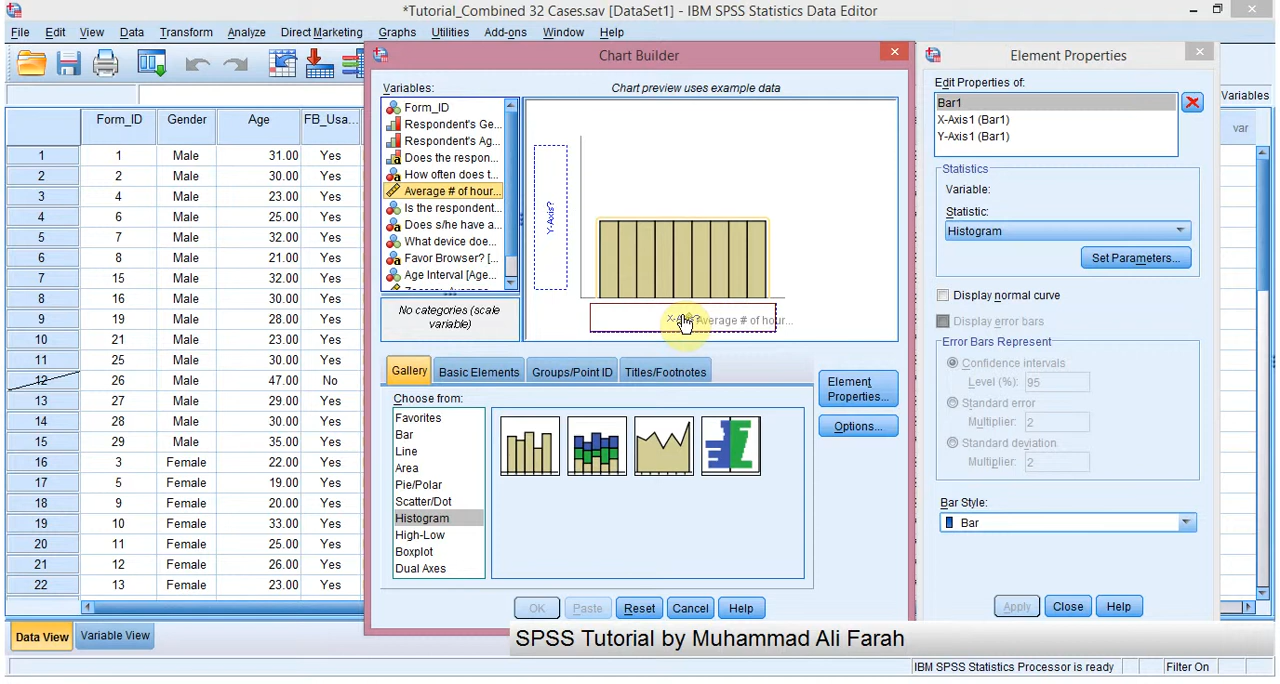 *Tutorial_Combined 32 Cases.sav [DataSet1] - IBM SPSS Statistics Data Editor
File Edit View Data Transform Analyze Direct Marketing Graphs Utilities Add-ons Window Help
Variables
Form_ID Gender Age FB_Usa... var
1 1 Male 31.00 Yes
2 2 Male 30.00 Yes
3 4 Male 23.00 Yes
4 6 Male 25.00 Yes
5 7 Male 32.00 Yes
6 8 Male 21.00 Yes
7 15 Male 32.00 Yes
8 16 Male 30.00 Yes
9 19 Male 28.00 Yes
10 21 Male 23.00 Yes
11 25 Male 30.00 Yes
12 26 Male 47.00 No
13 27 Male 29.00 Yes
14 28 Male 30.00 Yes
15 29 Male 35.00 Yes
16 3 Female 22.00 Yes
17 5 Female 19.00 Yes
18 9 Female 20.00 Yes
19 10 Female 33.00 Yes
20 11 Female 25.00 Yes
21 12 Female 26.00 Yes
22 13 Female 23.00 Yes
Data View Variable View
Chart Builder
Variables:
Chart preview uses example data
Form_ID
Respondent's Ge...
Respondent's Ag...
Does the respon...
How often does t...
Average # of hour...
Is the respondent...
Does s/he have a...
What device doe...
Favor Browser? [...
Age Interval [Age...
No categories (scale
variable)
Y-Axis?
Average # of hour...
Gallery Basic Elements Groups/Point ID Titles/Footnotes
Choose from:
Favorites
Bar
Line
Area
Pie/Polar
Scatter/Dot
Histogram
High-Low
Boxplot
Dual Axes
Element
Properties...
Options...
OK Paste Reset Cancel Help
Element Properties
Edit Properties of:
Bar1
X-Axis1 (Bar1)
Y-Axis1 (Bar1)
Statistics
Variable:
Statistic:
Histogram
Set Parameters...
Display normal curve
Display error bars
Error Bars Represent
Confidence intervals
Level (%): 95
Standard error
Multiplier: 2
Standard deviation
Multiplier: 2
Bar Style:
Bar
Apply Close Help
SPSS Tutorial by Muhammad Ali Farah
IBM SPSS Statistics Processor is ready Filter On